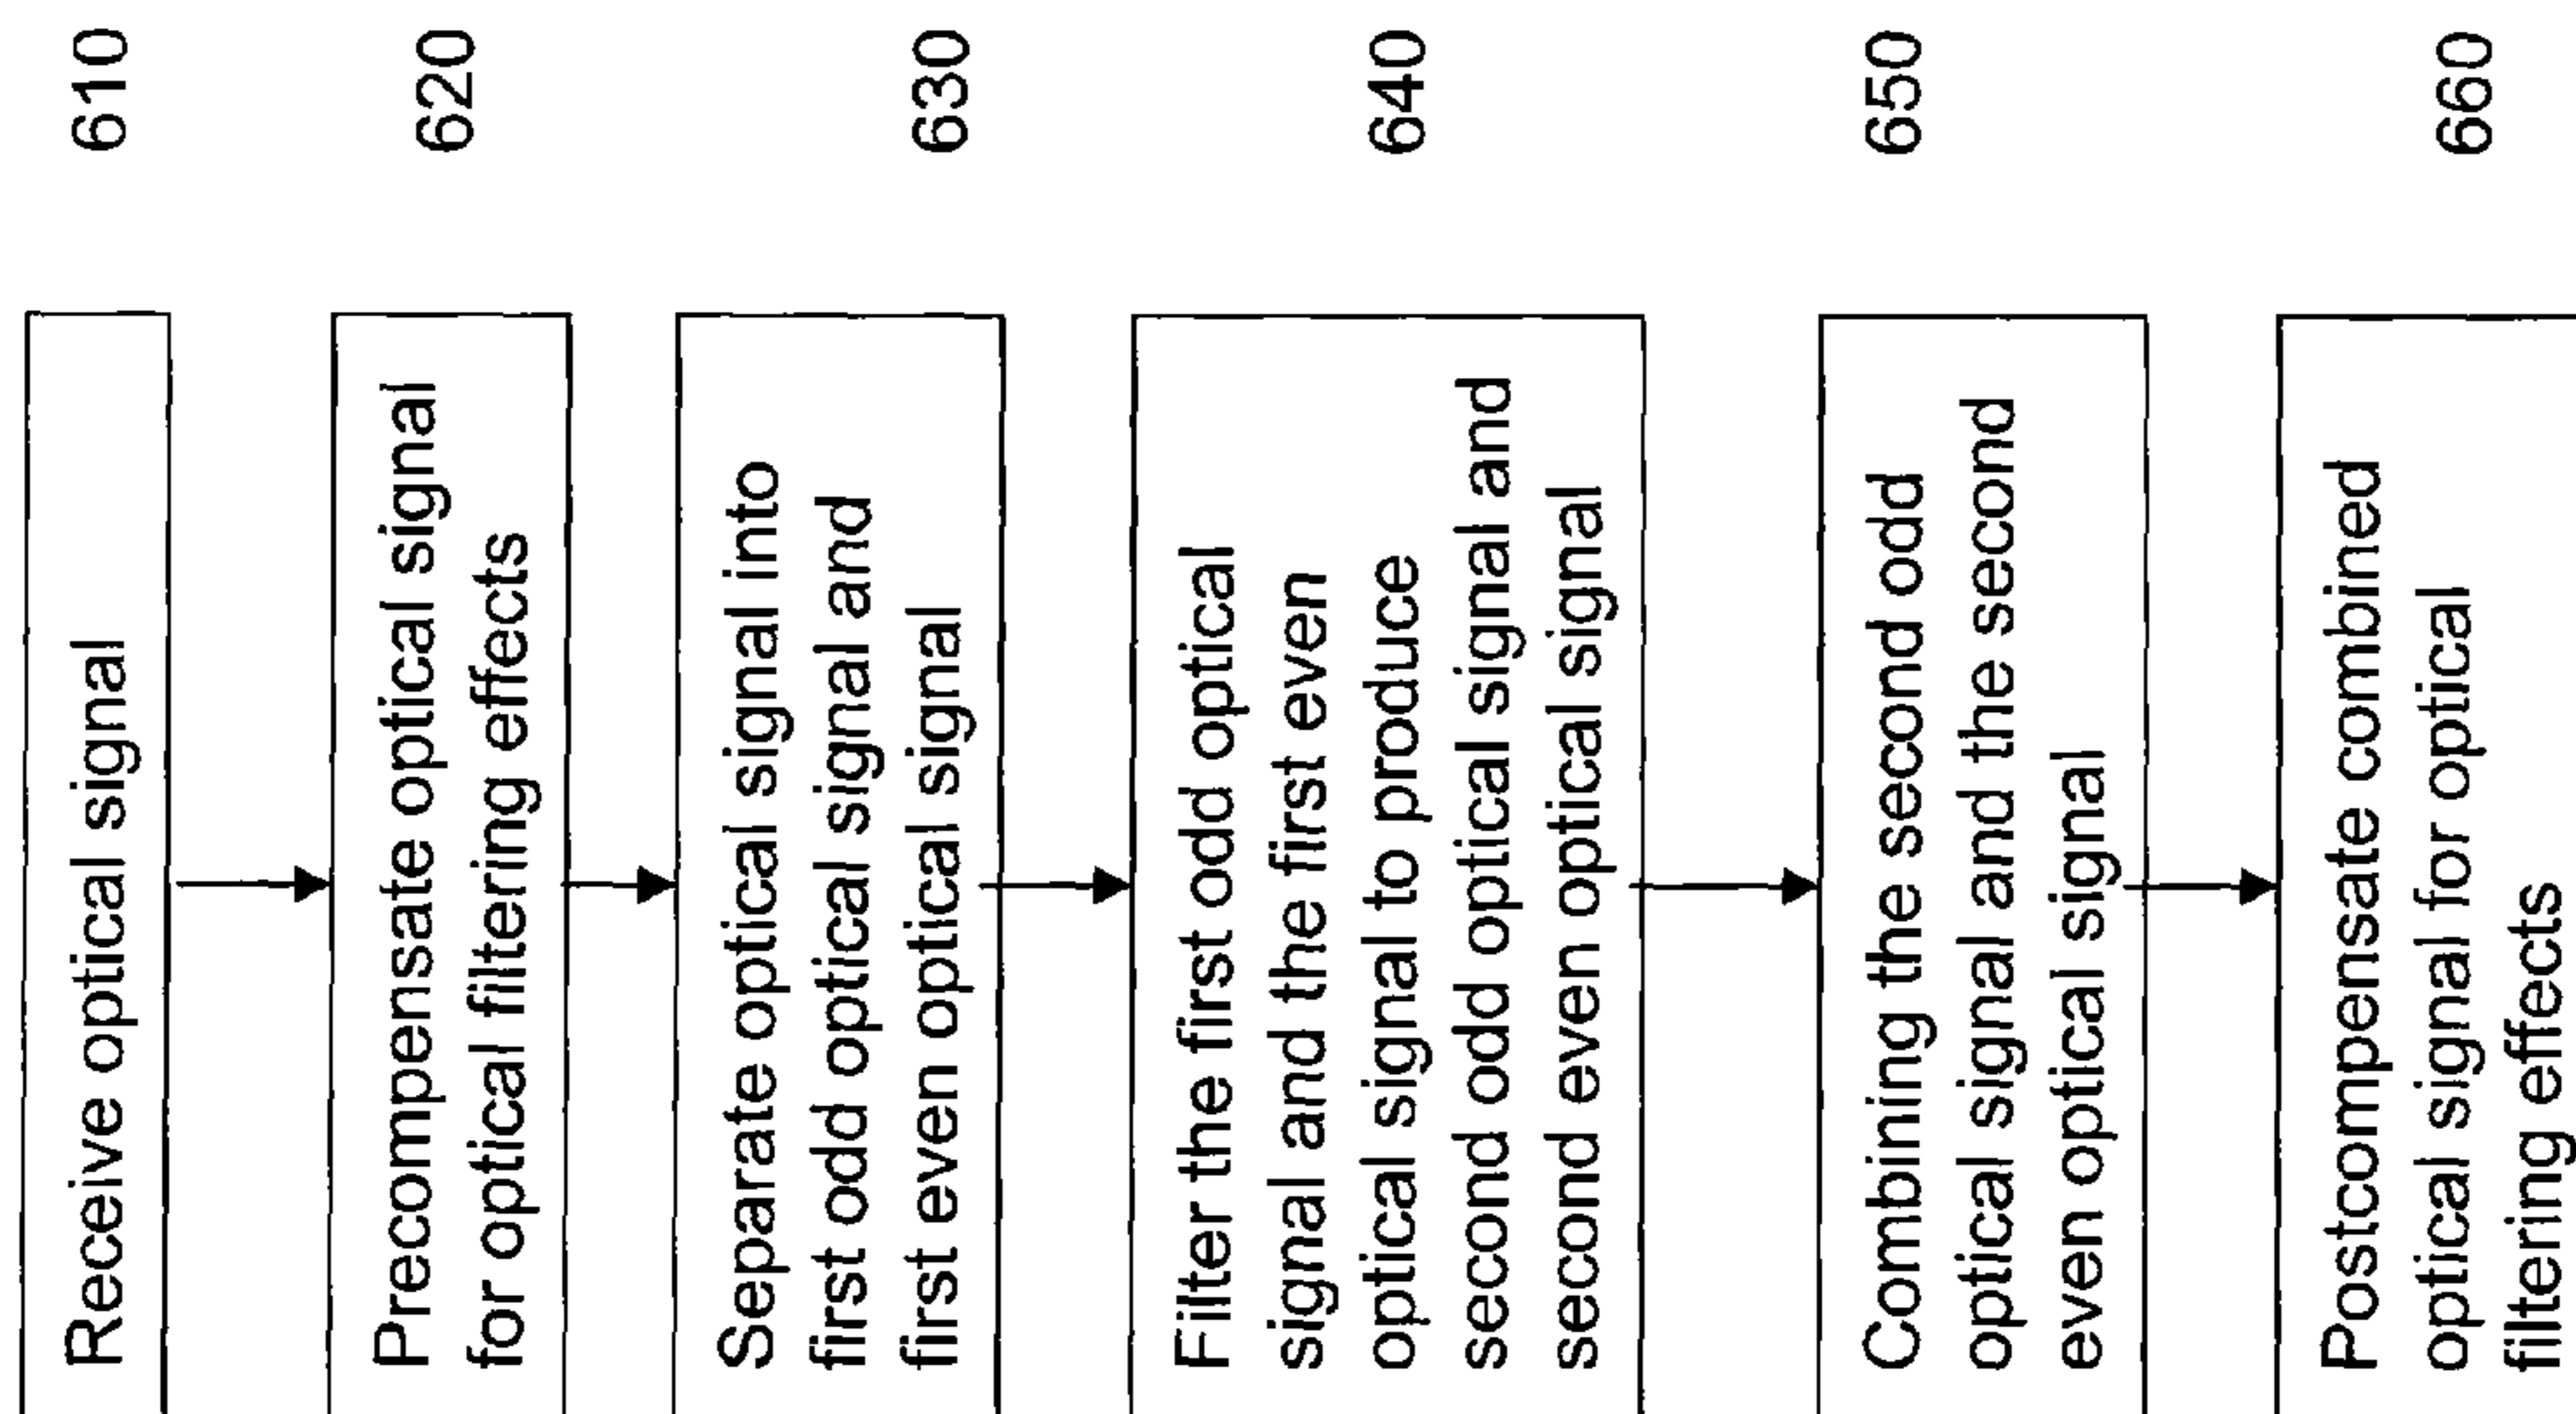 Receive optical signal
610
Precompensate optical signal
for optical filtering effects
620
Separate optical signal into
first odd optical signal and
first even optical signal
630
Filter the first odd optical
signal and the first even
optical signal to produce
second odd optical signal and
second even optical signal
640
Combining the second odd
optical signal and the second
even optical signal
650
Postcompensate combined
optical signal for optical
filtering effects
660